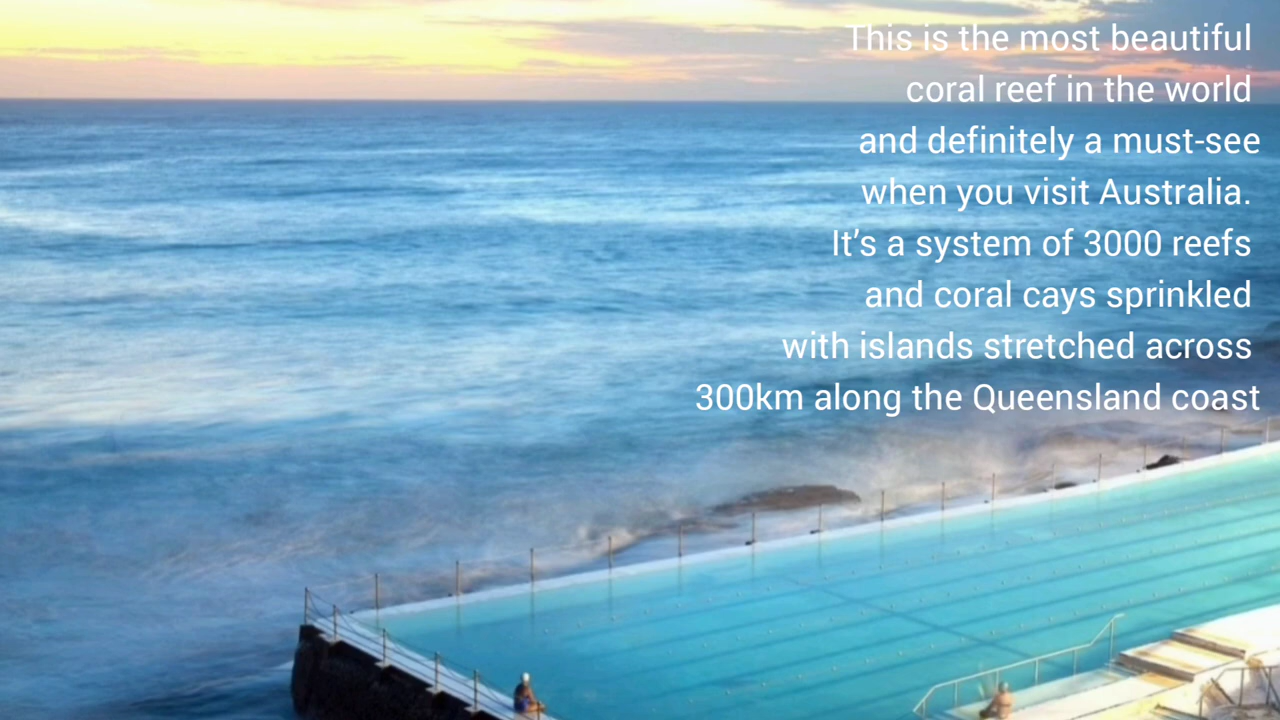 This is the most beautiful
coral reef in the world
and definitely a must-see
when you visit Australia.
It’s a system of 3000 reefs
and coral cays sprinkled
with islands stretched across
300km along the Queensland coast